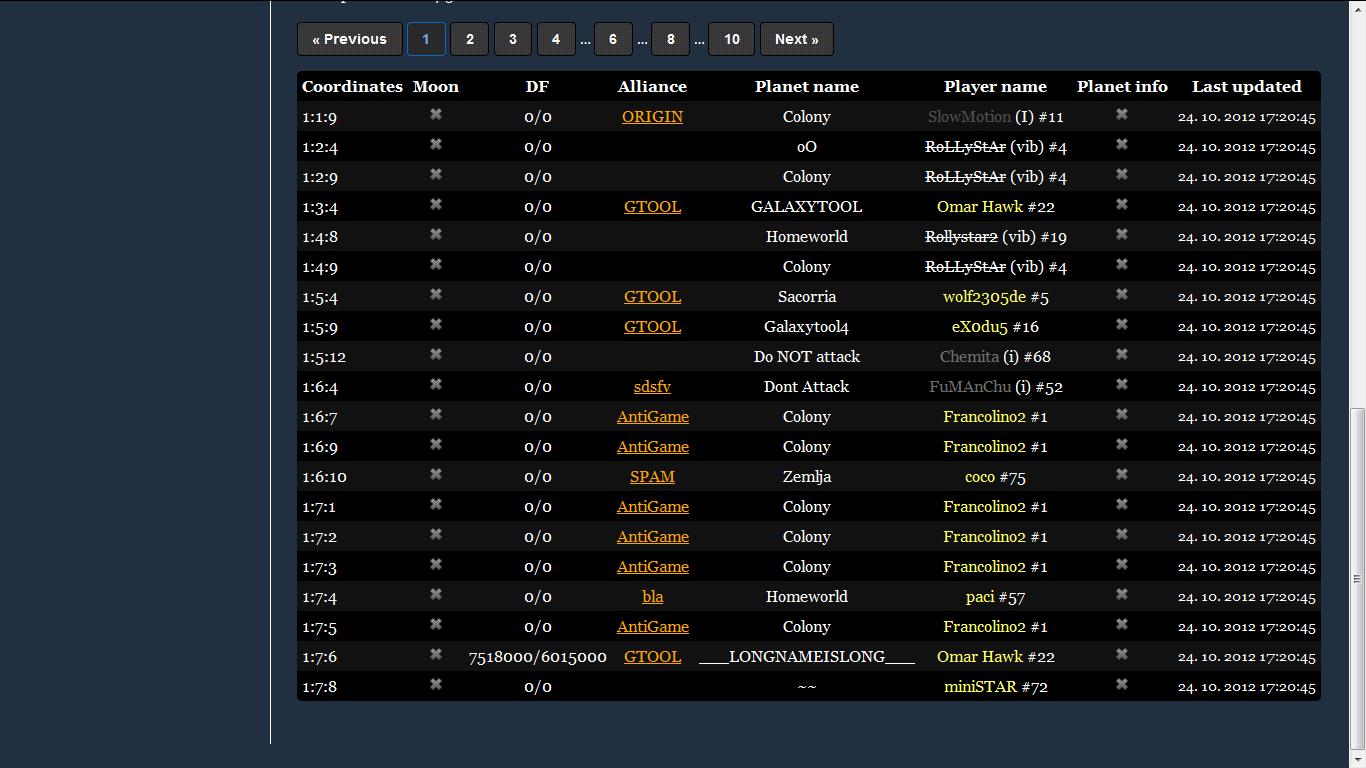 « Previous 1 2 3 4 ... 6 ... 8 ... 10 Next »
Coordinates Moon DF Alliance Planet name Player name Planet info Last updated
1:1:9 ✖ 0/0 ORIGIN Colony SlowMotion (I) #11 ✖ 24. 10. 2012 17:20:45
1:2:4 ✖ 0/0 oO RoLLyStAr (vib) #4 ✖ 24. 10. 2012 17:20:45
1:2:9 ✖ 0/0 Colony RoLLyStAr (vib) #4 ✖ 24. 10. 2012 17:20:45
1:3:4 ✖ 0/0 GTOOL GALAXYTOOL Omar Hawk #22 ✖ 24. 10. 2012 17:20:45
1:4:8 ✖ 0/0 Homeworld Rollystar2 (vib) #19 ✖ 24. 10. 2012 17:20:45
1:4:9 ✖ 0/0 Colony RoLLyStAr (vib) #4 ✖ 24. 10. 2012 17:20:45
1:5:4 ✖ 0/0 GTOOL Sacorria wolf2305de #5 ✖ 24. 10. 2012 17:20:45
1:5:9 ✖ 0/0 GTOOL Galaxytool4 eX0du5 #16 ✖ 24. 10. 2012 17:20:45
1:5:12 ✖ 0/0 Do NOT attack Chemita (i) #68 ✖ 24. 10. 2012 17:20:45
1:6:4 ✖ 0/0 sdsfv Dont Attack FuMAnChu (i) #52 ✖ 24. 10. 2012 17:20:45
1:6:7 ✖ 0/0 AntiGame Colony Francolino2 #1 ✖ 24. 10. 2012 17:20:45
1:6:9 ✖ 0/0 AntiGame Colony Francolino2 #1 ✖ 24. 10. 2012 17:20:45
1:6:10 ✖ 0/0 SPAM Zemlja coco #75 ✖ 24. 10. 2012 17:20:45
1:7:1 ✖ 0/0 AntiGame Colony Francolino2 #1 ✖ 24. 10. 2012 17:20:45
1:7:2 ✖ 0/0 AntiGame Colony Francolino2 #1 ✖ 24. 10. 2012 17:20:45
1:7:3 ✖ 0/0 AntiGame Colony Francolino2 #1 ✖ 24. 10. 2012 17:20:45
1:7:4 ✖ 0/0 bla Homeworld paci #57 ✖ 24. 10. 2012 17:20:45
1:7:5 ✖ 0/0 AntiGame Colony Francolino2 #1 ✖ 24. 10. 2012 17:20:45
1:7:6 ✖ 7518000/6015000 GTOOL ___LONGNAMEISLONG___ Omar Hawk #22 ✖ 24. 10. 2012 17:20:45
1:7:8 ✖ 0/0 ~~ miniSTAR #72 ✖ 24. 10. 2012 17:20:45